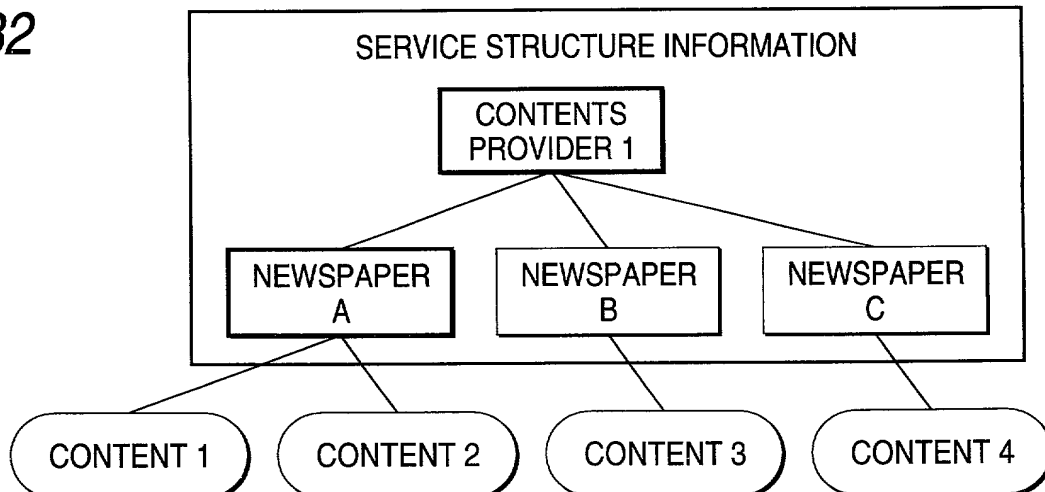 32
SERVICE STRUCTURE INFORMATION
CONTENTS
PROVIDER 1
NEWSPAPER
A
NEWSPAPER
B
NEWSPAPER
C
CONTENT 1
CONTENT 2
CONTENT 3
CONTENT 4